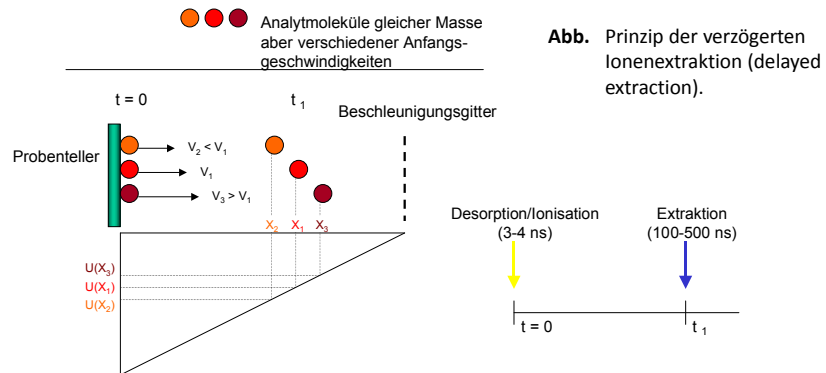 Analytmoleküle gleicher Masse
aber verschiedener Anfangs-
geschwindigkeiten
Abb. Prinzip der verzögerten
Ionenextraktion (delayed
extraction).
t = 0
t₁
Beschleunigungsgitter
Probenteller
V₂ < V₁
V₁
V₃ > V₁
X₂ X₁ X₃
U(X₃)
U(X₁)
U(X₂)
Desorption/Ionisation
(3-4 ns)
Extraktion
(100-500 ns)
t = 0
t₁